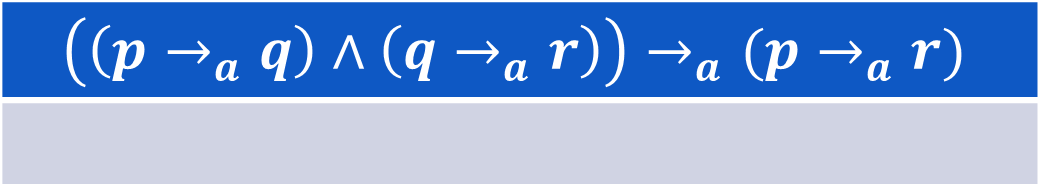 ((p →ₐ q) ∧ (q →ₐ r)) →ₐ (p →ₐ r)